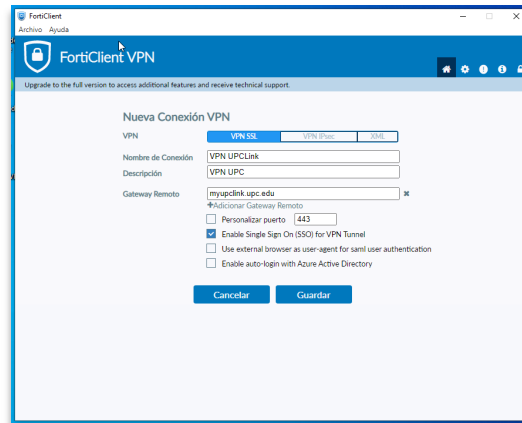 FortiClient
Archivo Ayuda
FortiClient VPN
Upgrade to the full version to access additional features and receive technical support.
Nueva Conexión VPN
VPN VPN SSL VPN IPsec XML
Nombre de Conexión VPN UPCLink
Descripción VPN UPC
Gateway Remoto myupclink.upc.edu
+Adicionar Gateway Remoto
Personalizar puerto 443
Enable Single Sign On (SSO) for VPN Tunnel
Use external browser as user-agent for saml user authentication
Enable auto-login with Azure Active Directory
Cancelar Guardar